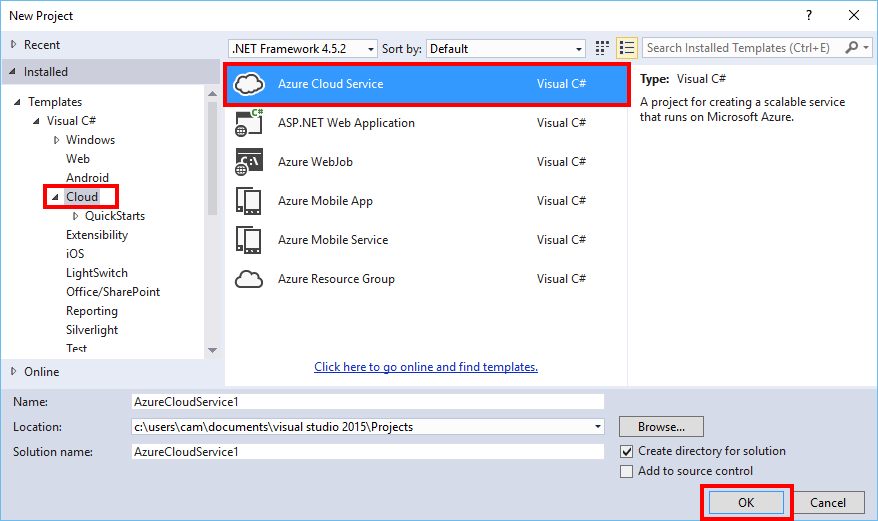 New Project
?
Recent
.NET Framework 4.5.2
Sort by:
Default
Search Installed Templates (Ctrl+E)
Installed
Templates
Visual C#
Windows
Web
Android
Cloud
QuickStarts
Extensibility
iOS
LightSwitch
Office/SharePoint
Reporting
Silverlight
Test
Online
Azure Cloud Service Visual C#
C#
ASP.NET Web Application Visual C#
C:\
Azure WebJob Visual C#
Azure Mobile App Visual C#
Azure Mobile Service Visual C#
Azure Resource Group Visual C#
Click here to go online and find templates.
Type: Visual C#
A project for creating a scalable service
that runs on Microsoft Azure.
Name: AzureCloudService1
Location: c:\users\cam\documents\visual studio 2015\Projects
Browse...
Solution name: AzureCloudService1
Create directory for solution
Add to source control
OK
Cancel